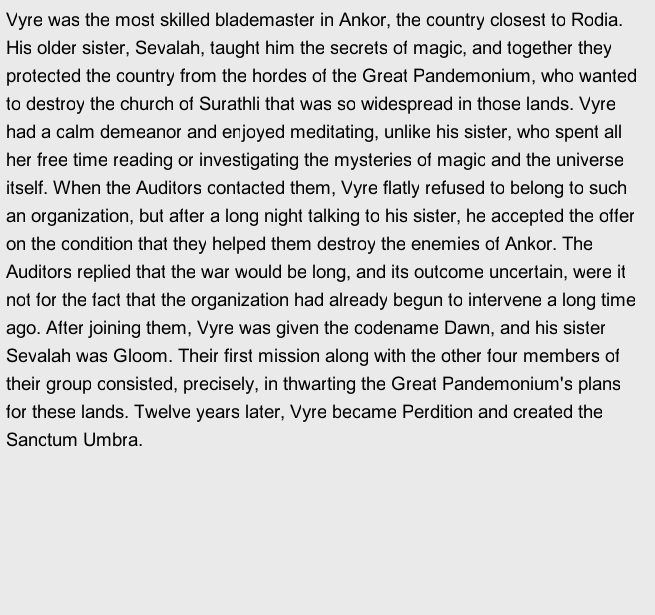 Vyre was the most skilled blademaster in Ankor, the country closest to Rodia.
His older sister, Sevalah, taught him the secrets of magic, and together they
protected the country from the hordes of the Great Pandemonium, who wanted
to destroy the church of Surathli that was so widespread in those lands. Vyre
had a calm demeanor and enjoyed meditating, unlike his sister, who spent all
her free time reading or investigating the mysteries of magic and the universe
itself. When the Auditors contacted them, Vyre flatly refused to belong to such
an organization, but after a long night talking to his sister, he accepted the offer
on the condition that they helped them destroy the enemies of Ankor. The
Auditors replied that the war would be long, and its outcome uncertain, were it
not for the fact that the organization had already begun to intervene a long time
ago. After joining them, Vyre was given the codename Dawn, and his sister
Sevalah was Gloom. Their first mission along with the other four members of
their group consisted, precisely, in thwarting the Great Pandemonium's plans
for these lands. Twelve years later, Vyre became Perdition and created the
Sanctum Umbra.